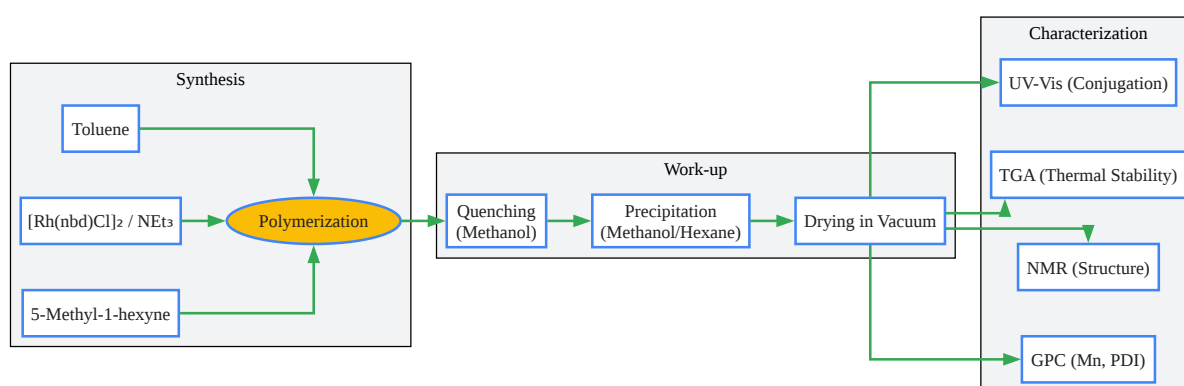 Synthesis
Toluene
[Rh(nbd)Cl]₂ / NEt₃
Polymerization
5-Methyl-1-hexyne
Work-up
Quenching
(Methanol)
Precipitation
(Methanol/Hexane)
Drying in Vacuum
Characterization
UV-Vis (Conjugation)
TGA (Thermal Stability)
NMR (Structure)
GPC (Mn, PDI)